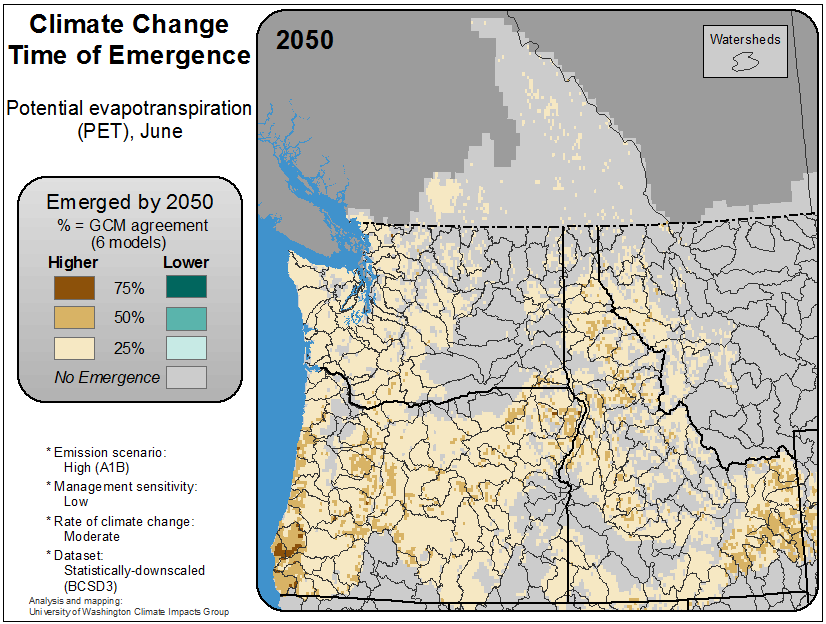 Climate Change
Time of Emergence
Potential evapotranspiration
(PET), June
Emerged by 2050
% = GCM agreement
(6 models)
Higher Lower
75%
50%
25%
No Emergence
* Emission scenario:
High (A1B)
* Management sensitivity:
Low
* Rate of climate change:
Moderate
* Dataset:
Statistically-downscaled
(BCSD3)
Analysis and mapping:
University of Washington Climate Impacts Group
2050
Watersheds